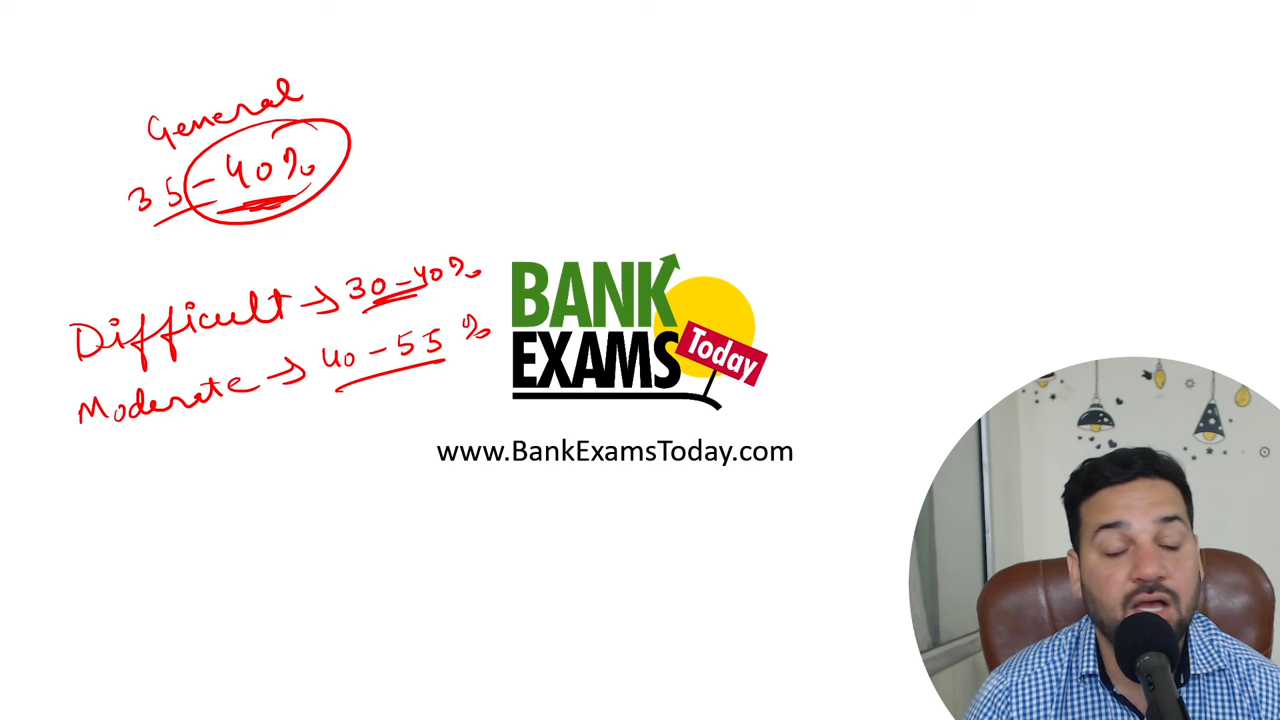 General
35-40%
Difficult → 30-40%
Moderate → 40-55%
BANK
EXAMS
Today
www.BankExamsToday.com